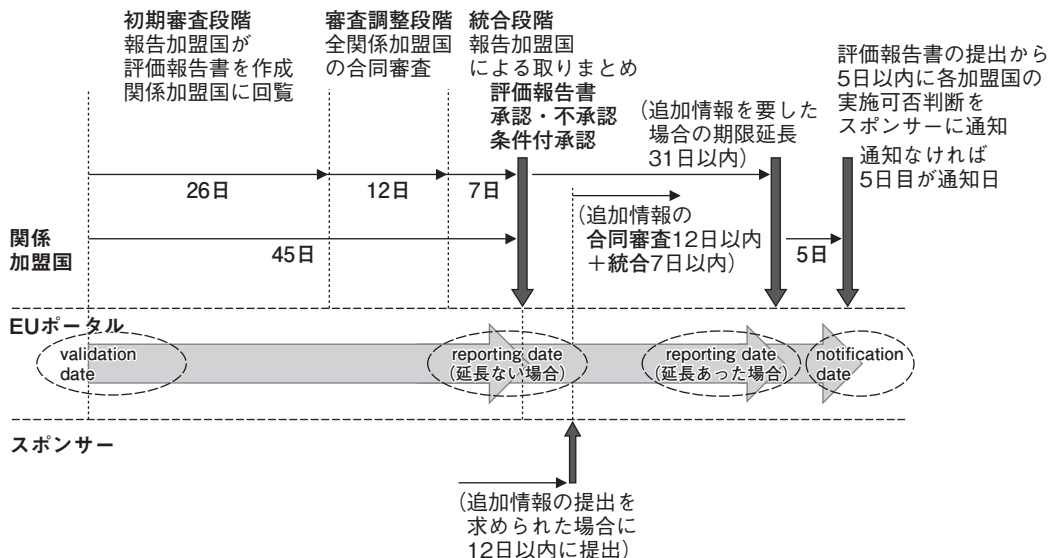 初期審査段階
報告加盟国が
評価報告書を作成
関係加盟国に回覧
審査調整段階
全関係加盟国
の合同審査
統合段階
報告加盟国
による取りまとめ
評価報告書
承認・不承認
条件付承認
(追加情報を要した
場合の期限延長
31日以内)
評価報告書の提出から
5日以内に各加盟国の
実施可否判断を
スポンサーに通知
通知なければ
5日目が通知日
26日
12日
7日
(追加情報の
合同審査12日以内
+統合7日以内)
関係
加盟国
45日
5日
EUポータル
validation
date
reporting date
(延長ない場合)
reporting date
(延長あった場合)
notification
date
スポンサー
(追加情報の提出を
求められた場合に
12日以内に提出)